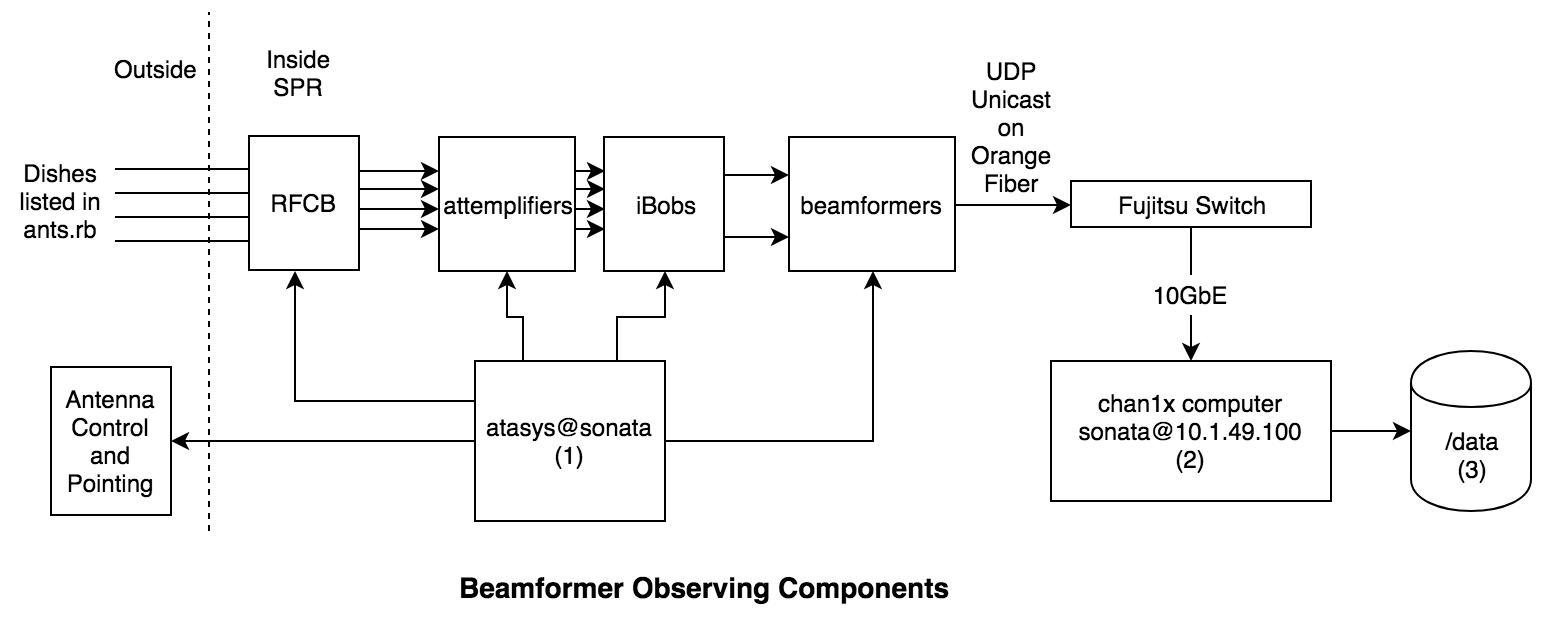 Outside
Inside
SPR
UDP
Unicast
on
Orange
Fiber
Dishes
listed in
ants.rb
RFCB
attemplifiers
iBobs
beamformers
Fujitsu Switch
10GbE
Antenna
Control
and
Pointing
atasys@sonata
(1)
chan1x computer
sonata@10.1.49.100
(2)
/data
(3)
Beamformer Observing Components